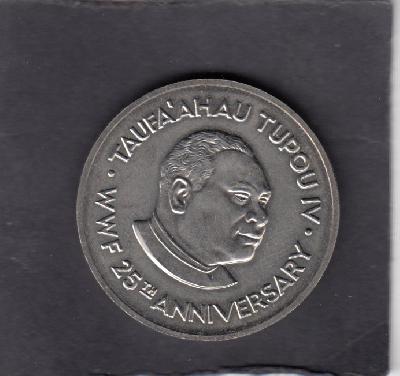 · TAUFA'AHAU TUPOU IV ·
WWF 25TH ANNIVERSARY